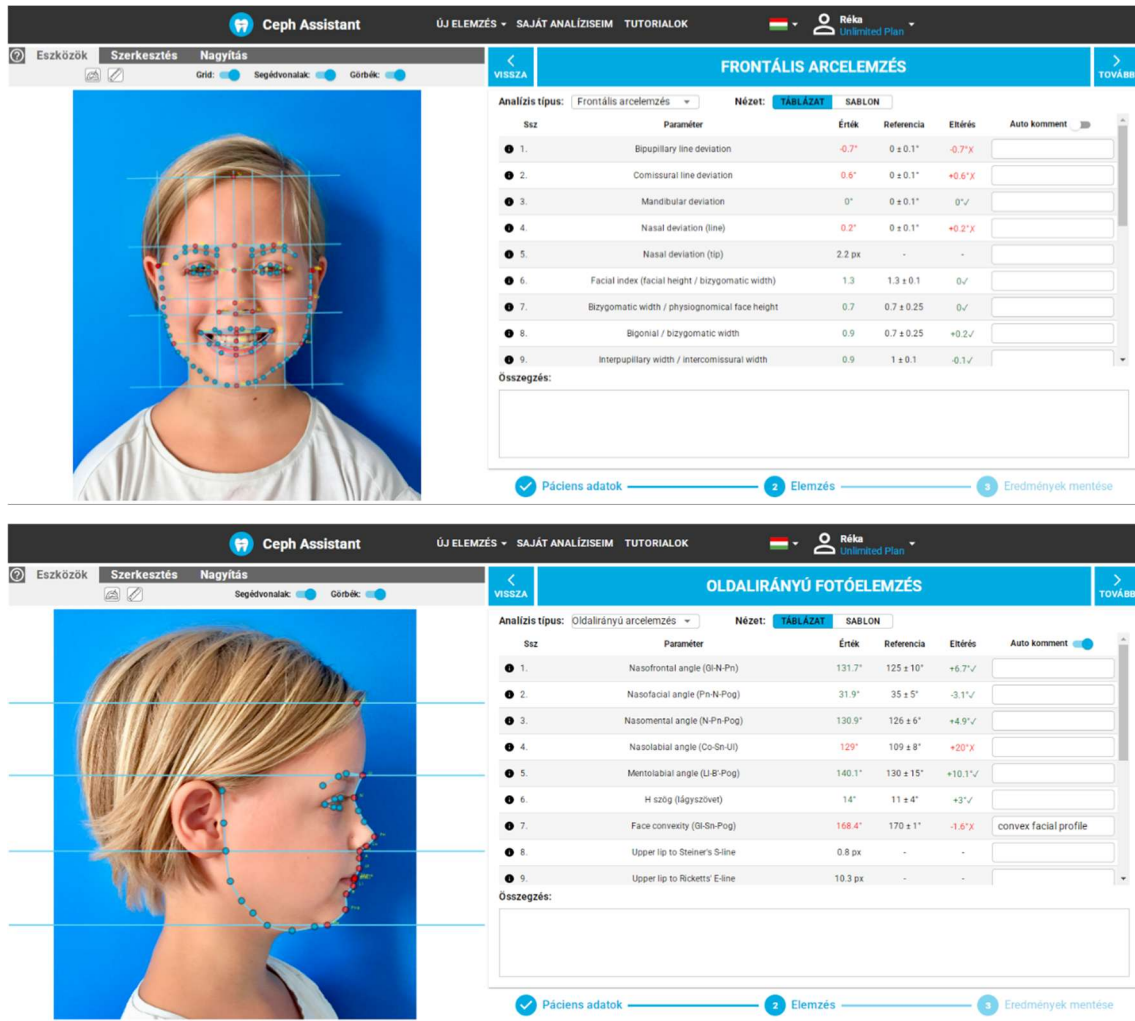 Ceph Assistant ÚJ ELEMZÉS SAJÁT ANALÍZISEIM TUTORIALOK Réka
Unlimited Plan
Eszközök Szerkesztés Nagyítás
Grid: Segédvonalak: Görbék:
VISSZA FRONTÁLIS ARCELEMZÉS TOVÁBB
Analízis típus: Frontális arcelemzés Nézet: TÁBLÁZAT SABLON
Ssz Paraméter Érték Referencia Eltérés Auto komment
1. Bipupillary line deviation -0.7° 0 ± 0.1° -0.7°X
2. Comissural line deviation 0.6° 0 ± 0.1° +0.6°X
3. Mandibular deviation 0° 0 ± 0.1° 0°✓
4. Nasal deviation (line) 0.2° 0 ± 0.1° +0.2°X
5. Nasal deviation (tip) 2.2 px - -
6. Facial index (facial height / bizygomatic width) 1.3 1.3 ± 0.1 0✓
7. Bizygomatic width / physiognomical face height 0.7 0.7 ± 0.25 0✓
8. Bigonial / bizygomatic width 0.9 0.7 ± 0.25 +0.2✓
9. Interpupillary width / intercomissural width 0.9 1 ± 0.1 -0.1✓
Összegzés:
Páciens adatok 2 Elemzés 3 Eredmények mentése
Ceph Assistant ÚJ ELEMZÉS SAJÁT ANALÍZISEIM TUTORIALOK Réka
Unlimited Plan
Eszközök Szerkesztés Nagyítás
Segédvonalak: Görbék:
VISSZA OLDALIRÁNYÚ FOTÓELEMZÉS TOVÁBB
Analízis típus: Oldalirányú arcelemzés Nézet: TÁBLÁZAT SABLON
Ssz Paraméter Érték Referencia Eltérés Auto komment
1. Nasofrontal angle (Gl-N-Pn) 131.7° 125 ± 10° +6.7°✓
2. Nasofacial angle (Pn-N-Pog) 31.9° 35 ± 5° -3.1°✓
3. Nasomental angle (N-Pn-Pog) 130.9° 126 ± 6° +4.9°✓
4. Nasolabial angle (Co-Sn-Ul) 129° 109 ± 8° +20°X
5. Mentolabial angle (Ll-B'-Pog) 140.1° 130 ± 15° +10.1°✓
6. H szög (lágyszövet) 14° 11 ± 4° +3°✓
7. Face convexity (Gl-Sn-Pog) 168.4° 170 ± 1° -1.6°X convex facial profile
8. Upper lip to Steiner's S-line 0.8 px - -
9. Upper lip to Ricketts' E-line 10.3 px - -
Összegzés:
Páciens adatok 2 Elemzés 3 Eredmények mentése